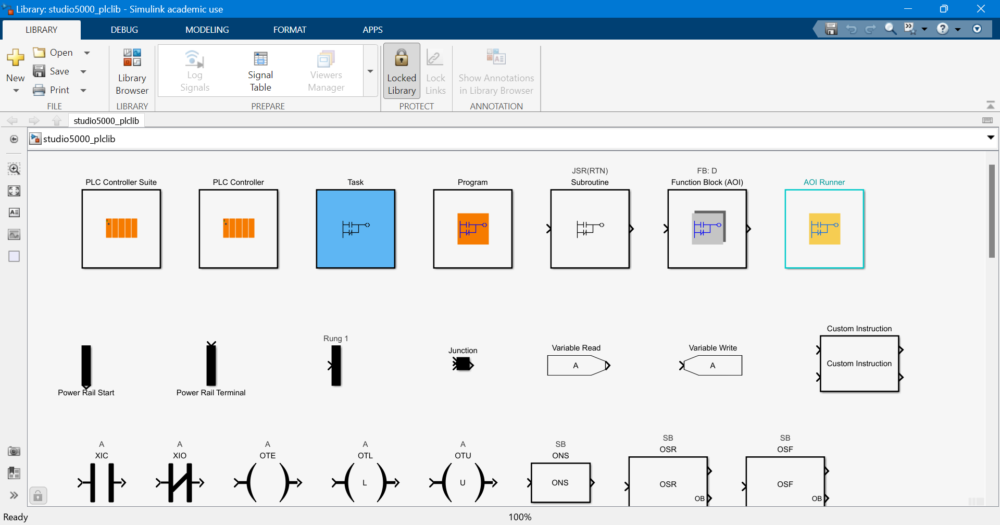 Library: studio5000_plclib - Simulink academic use
LIBRARY DEBUG MODELING FORMAT APPS
New
Open
Save
Print
FILE
Library
Browser
LIBRARY
Log
Signals
Signal
Table
Viewers
Manager
PREPARE
Locked
Library
Lock
Links
PROTECT
Show Annotations
in Library Browser
ANNOTATION
studio5000_plclib
studio5000_plclib
JSR(RTN) FB: D
PLC Controller Suite PLC Controller Task Program Subroutine Function Block (AOI) AOI Runner
Custom Instruction
Rung 1
Junction Variable Read Variable Write
A A Custom Instruction
Power Rail Start Power Rail Terminal
SB SB
A A A A A SB OSR OSF
XIC XIO OTE OTL OTU ONS
L U ONS OSR OSF
OB OB
Ready 100%